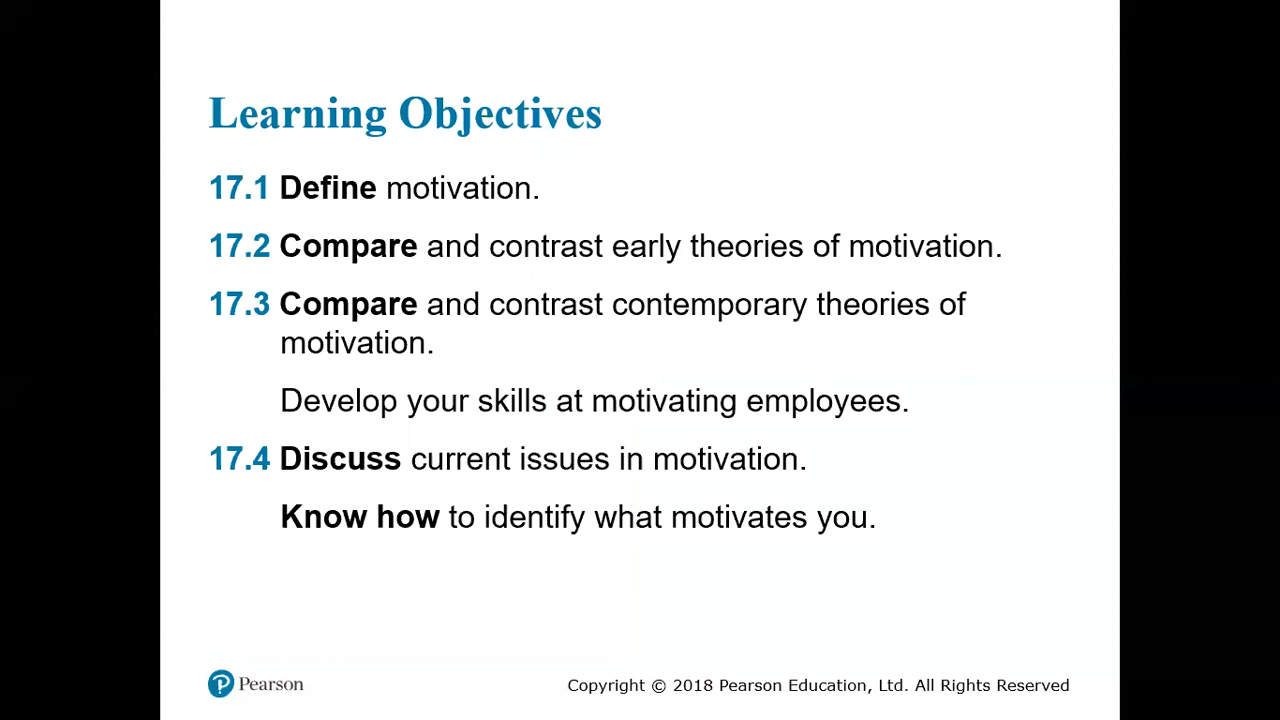 Learning Objectives
17.1 Define motivation.
17.2 Compare and contrast early theories of motivation.
17.3 Compare and contrast contemporary theories of
motivation.
Develop your skills at motivating employees.
17.4 Discuss current issues in motivation.
Know how to identify what motivates you.
P Pearson
Copyright © 2018 Pearson Education, Ltd. All Rights Reserved